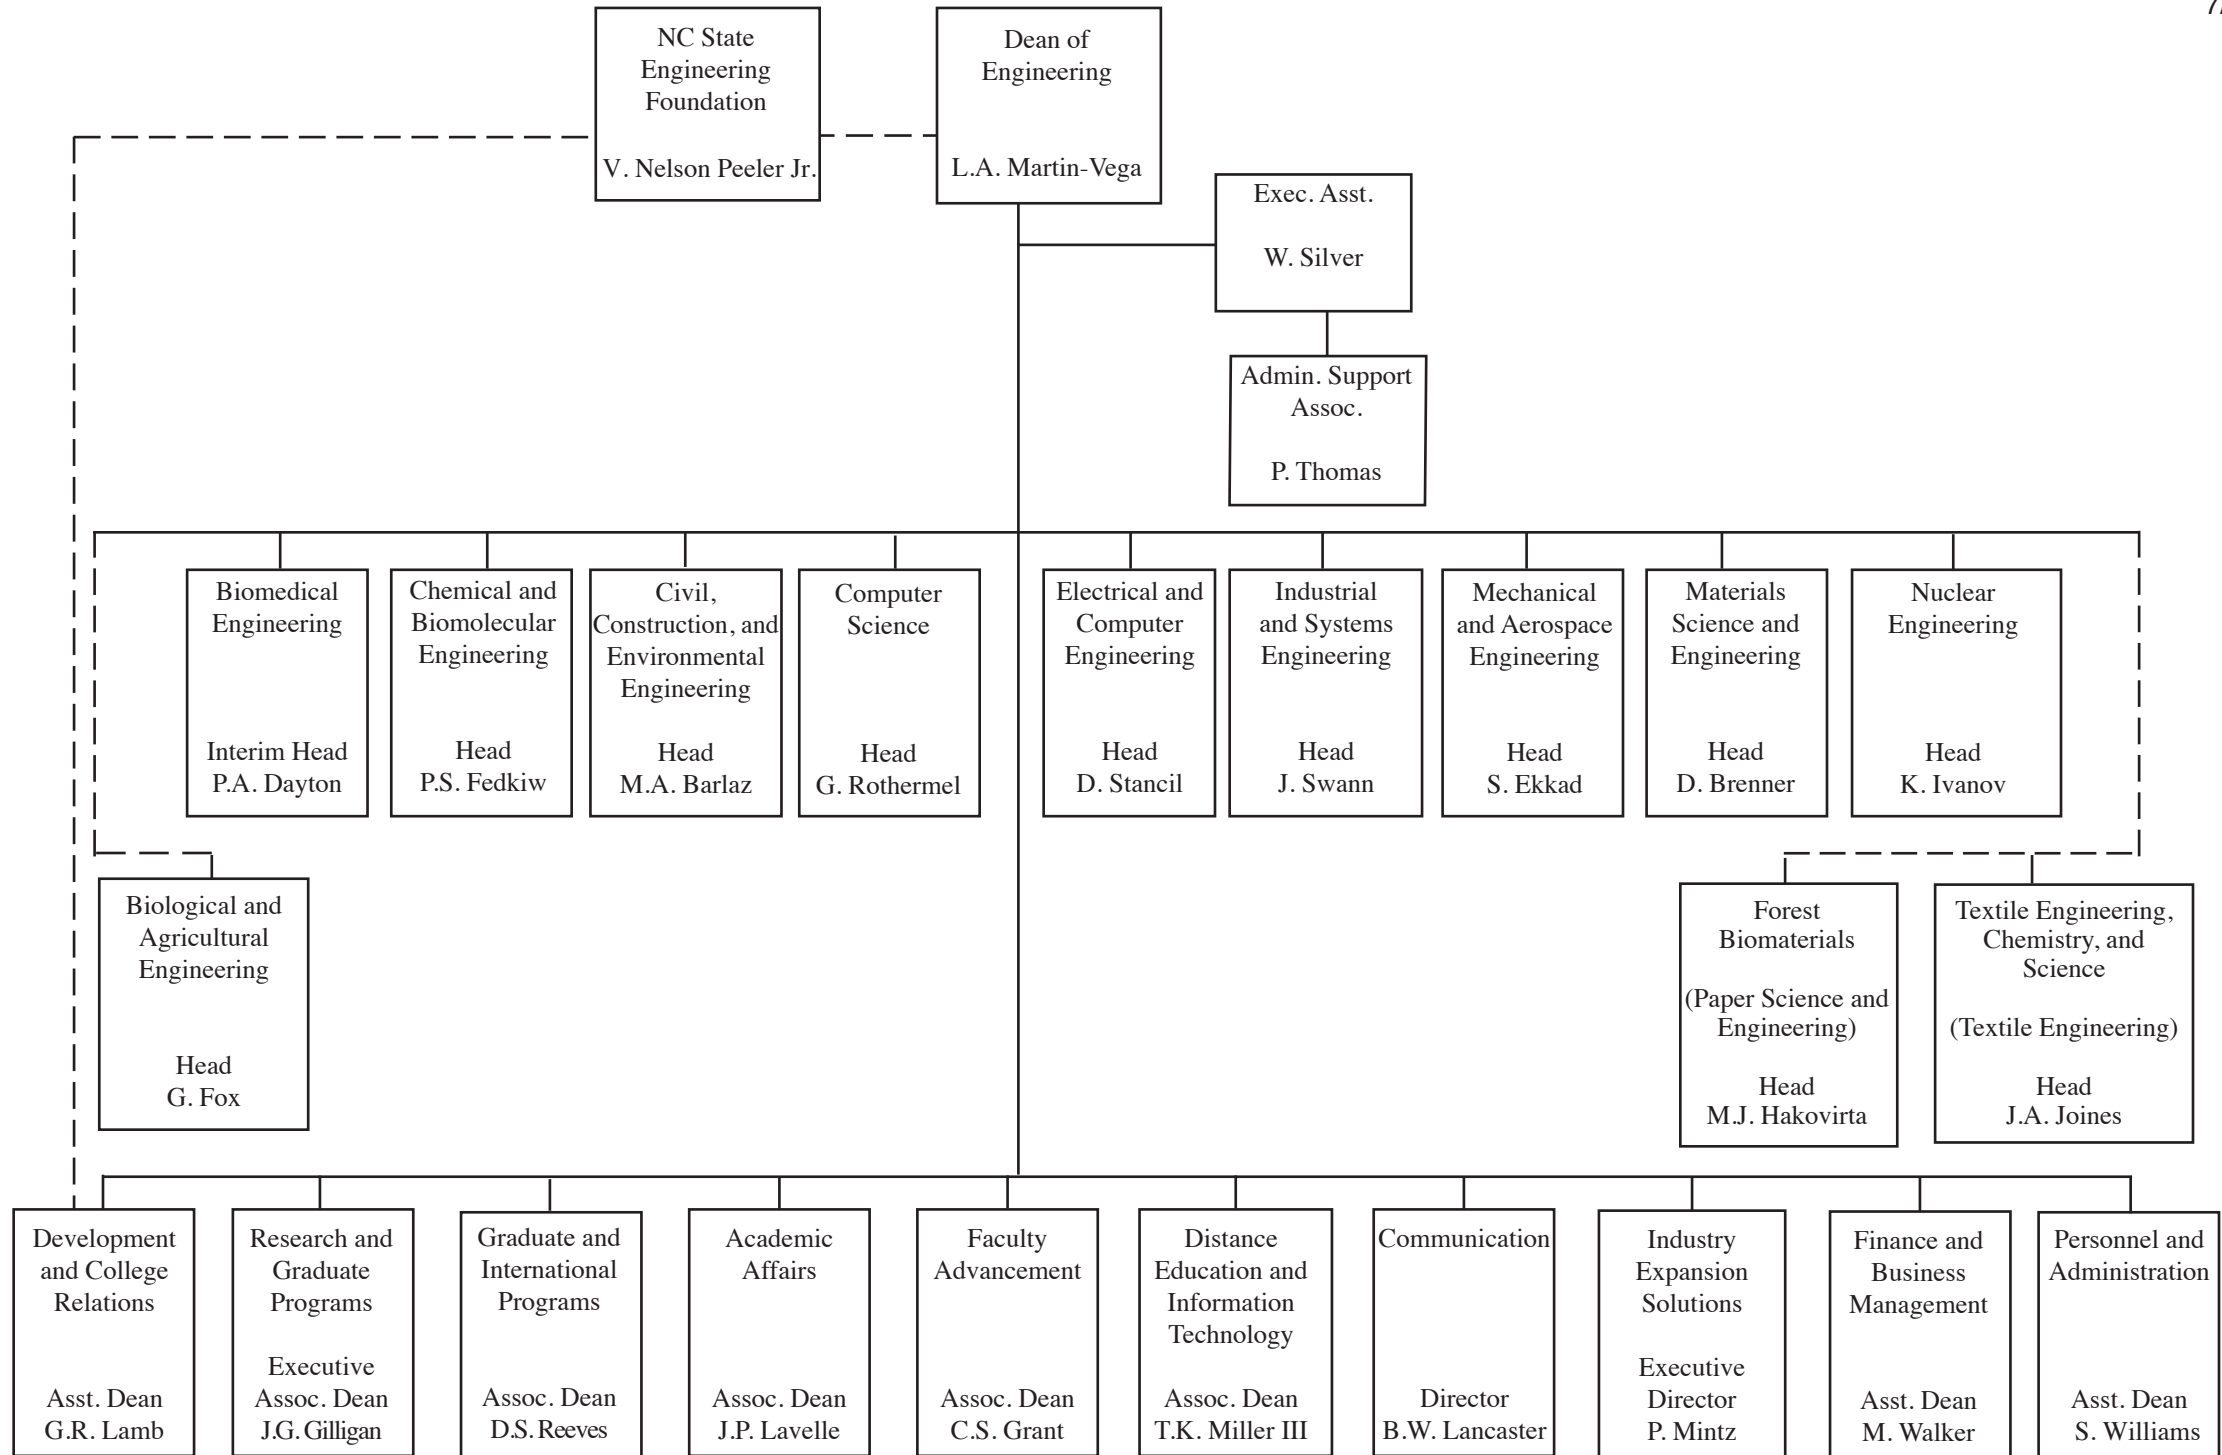 NC State
Engineering
Foundation
V. Nelson Peeler Jr.
Dean of
Engineering
L.A. Martin-Vega
Exec. Asst.
W. Silver
Admin. Support
Assoc.
P. Thomas
Biomedical
Engineering
Interim Head
P.A. Dayton
Chemical and
Biomolecular
Engineering
Head
P.S. Fedkiw
Civil,
Construction, and
Environmental
Engineering
Head
M.A. Barlaz
Computer
Science
Head
G. Rothermel
Electrical and
Computer
Engineering
Head
D. Stancil
Industrial
and Systems
Engineering
Head
J. Swann
Mechanical
and Aerospace
Engineering
Head
S. Ekkad
Materials
Science and
Engineering
Head
D. Brenner
Nuclear
Engineering
Head
K. Ivanov
Biological and
Agricultural
Engineering
Head
G. Fox
Forest
Biomaterials
(Paper Science and
Engineering)
Head
M.J. Hakovirta
Textile Engineering,
Chemistry, and
Science
(Textile Engineering)
Head
J.A. Joines
Development
and College
Relations
Asst. Dean
G.R. Lamb
Research and
Graduate
Programs
Executive
Assoc. Dean
J.G. Gilligan
Graduate and
International
Programs
Assoc. Dean
D.S. Reeves
Academic
Affairs
Assoc. Dean
J.P. Lavelle
Faculty
Advancement
Assoc. Dean
C.S. Grant
Distance
Education and
Information
Technology
Assoc. Dean
T.K. Miller III
Communication
Director
B.W. Lancaster
Industry
Expansion
Solutions
Executive
Director
P. Mintz
Finance and
Business
Management
Asst. Dean
M. Walker
Personnel and
Administration
Asst. Dean
S. Williams